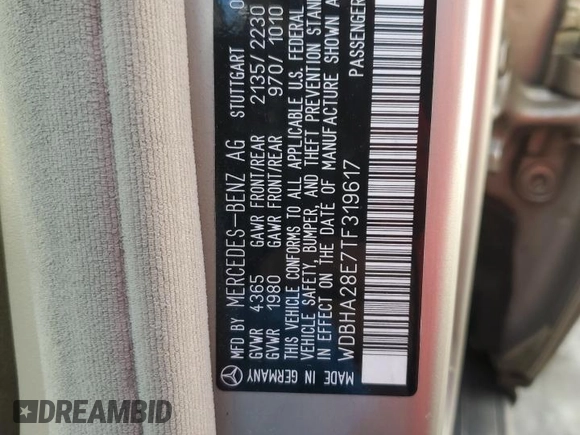 MFD BY MERCEDES-BENZ AG STUTTGART
GVWR 4365 GAWR FRONT/REAR 2135/2230
GVWR 1980 GAWR FRONT/REAR 970/1010
THIS VEHICLE CONFORMS TO ALL APPLICABLE U.S. FEDERAL
VEHICLE SAFETY, BUMPER, AND THEFT PREVENTION STAN
IN EFFECT ON THE DATE OF MANUFACTURE SHOWN A
WDBHA28E7TF319617 PASSENGER
MADE IN GERMANY
DREAMBID